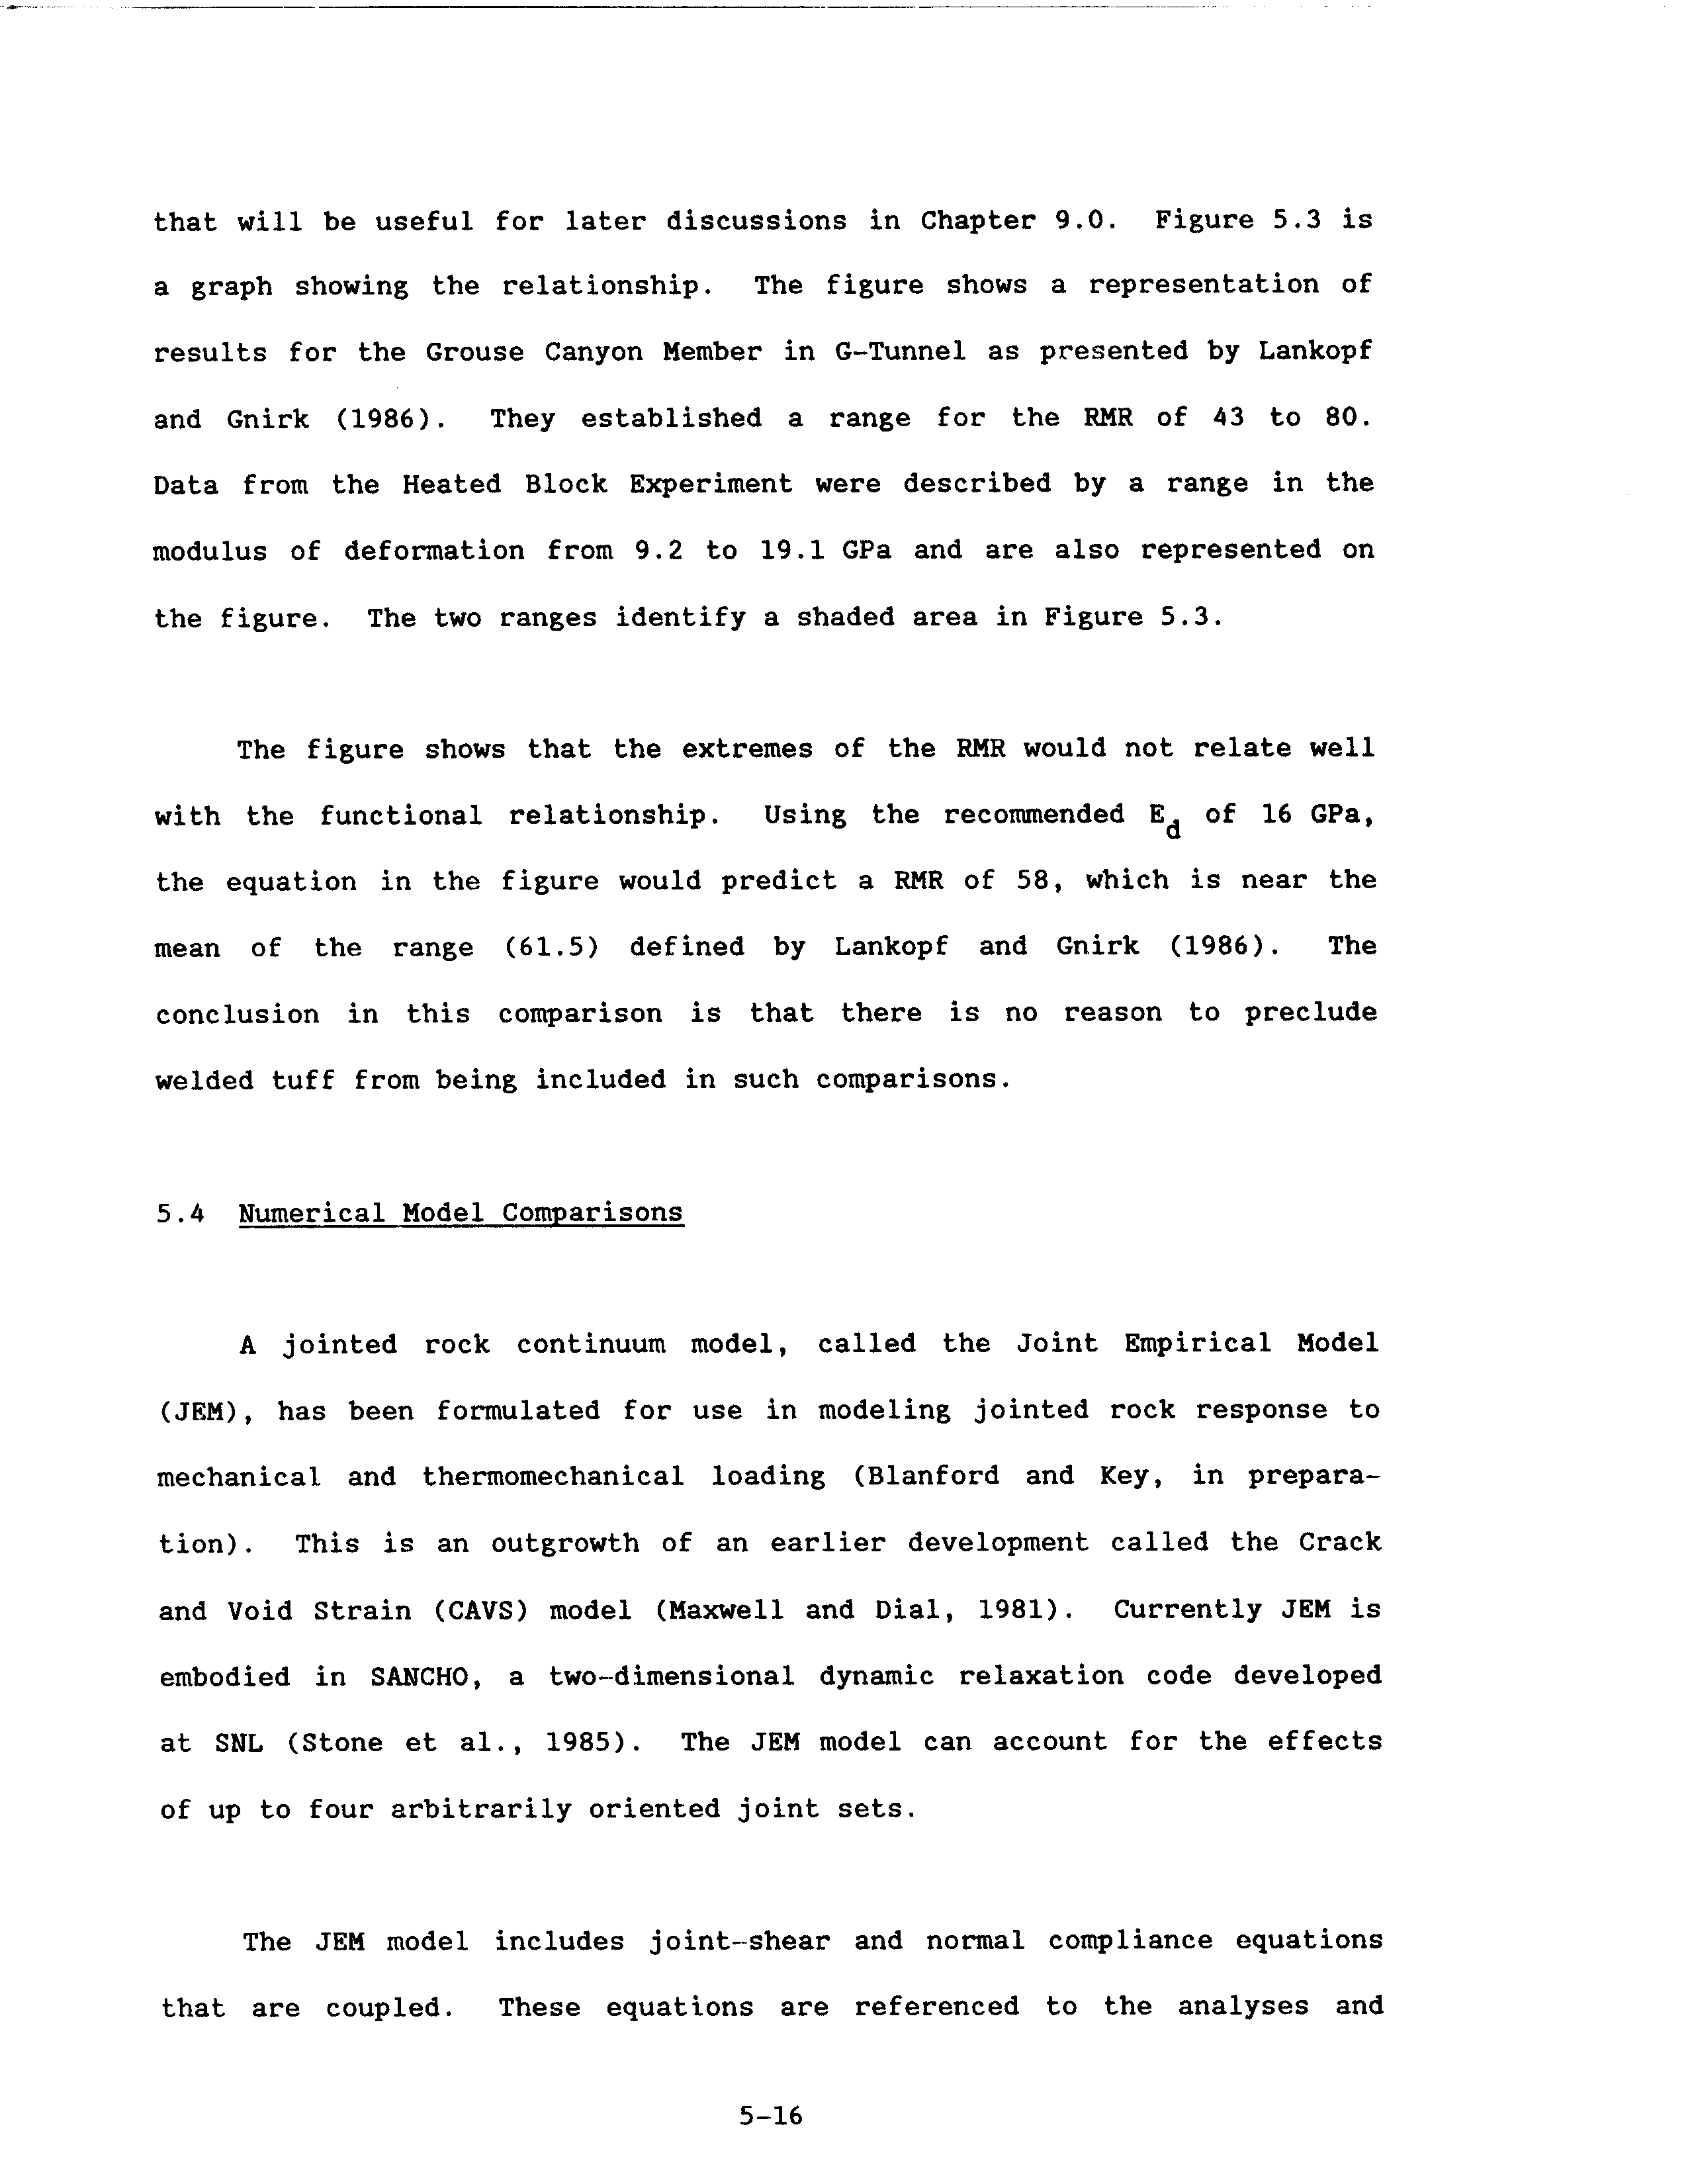 that will be useful for later discussions in Chapter 9.0. Figure 5.3 is
a graph showing the relationship. The figure shows a representation of
results for the Grouse Canyon Member in G-Tunnel as presented by Lankopf
and Gnirk (1986). They established a range for the RMR of 43 to 80.
Data from the Heated Block Experiment were described by a range in the
modulus of deformation from 9.2 to 19.1 GPa and are also represented on
the figure. The two ranges identify a shaded area in Figure 5.3.
The figure shows that the extremes of the RMR would not relate well
with the functional relationship. Using the recommended E_d of 16 GPa,
the equation in the figure would predict a RMR of 58, which is near the
mean of the range (61.5) defined by Lankopf and Gnirk (1986). The
conclusion in this comparison is that there is no reason to preclude
welded tuff from being included in such comparisons.
5.4 Numerical Model Comparisons
A jointed rock continuum model, called the Joint Empirical Model
(JEM), has been formulated for use in modeling jointed rock response to
mechanical and thermomechanical loading (Blanford and Key, in prepara-
tion). This is an outgrowth of an earlier development called the Crack
and Void Strain (CAVS) model (Maxwell and Dial, 1981). Currently JEM is
embodied in SANCHO, a two-dimensional dynamic relaxation code developed
at SNL (Stone et al., 1985). The JEM model can account for the effects
of up to four arbitrarily oriented joint sets.
The JEM model includes joint-shear and normal compliance equations
that are coupled. These equations are referenced to the analyses and
5-16